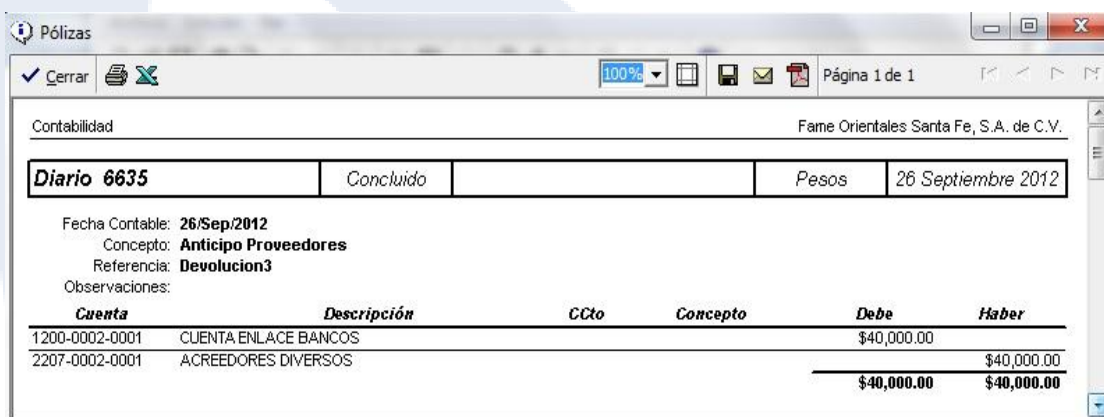 Pólizas
Cerrar 100% Página 1 de 1
Contabilidad Fame Orientales Santa Fe, S.A. de C.V.
Diario 6635 Concluido Pesos 26 Septiembre 2012
Fecha Contable: 26/Sep/2012
Concepto: Anticipo Proveedores
Referencia: Devolucion3
Observaciones:
Cuenta Descripción CCto Concepto Debe Haber
1200-0002-0001 CUENTA ENLACE BANCOS $40,000.00
2207-0002-0001 ACREEDORES DIVERSOS $40,000.00
$40,000.00 $40,000.00